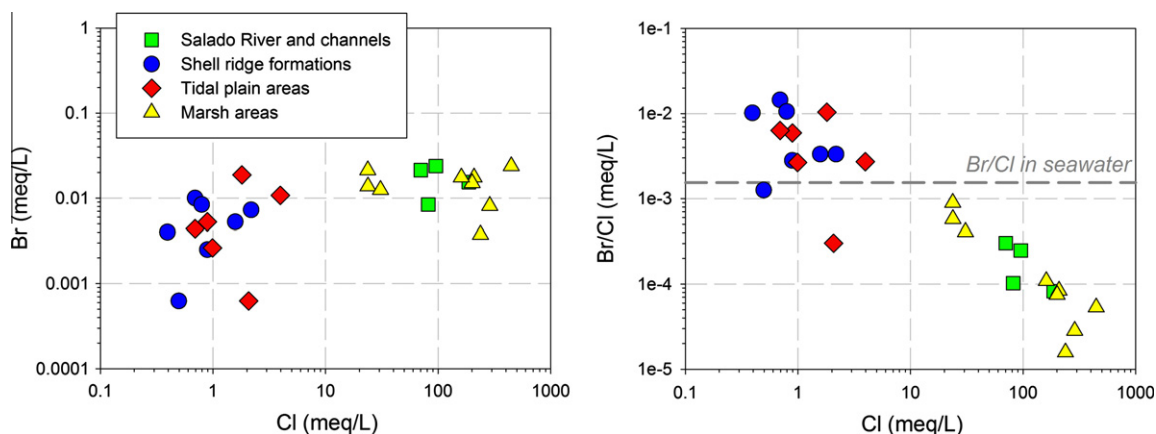 Salado River and channels
Shell ridge formations
Tidal plain areas
Marsh areas
Br (meq/L)
1
0.1
0.01
0.001
0.0001
0.1
1
10
100
1000
Cl (meq/L)
Br/Cl (meq/L)
1e-1
1e-2
1e-3
1e-4
1e-5
Br/Cl in seawater
0.1
1
10
100
1000
Cl (meq/L)